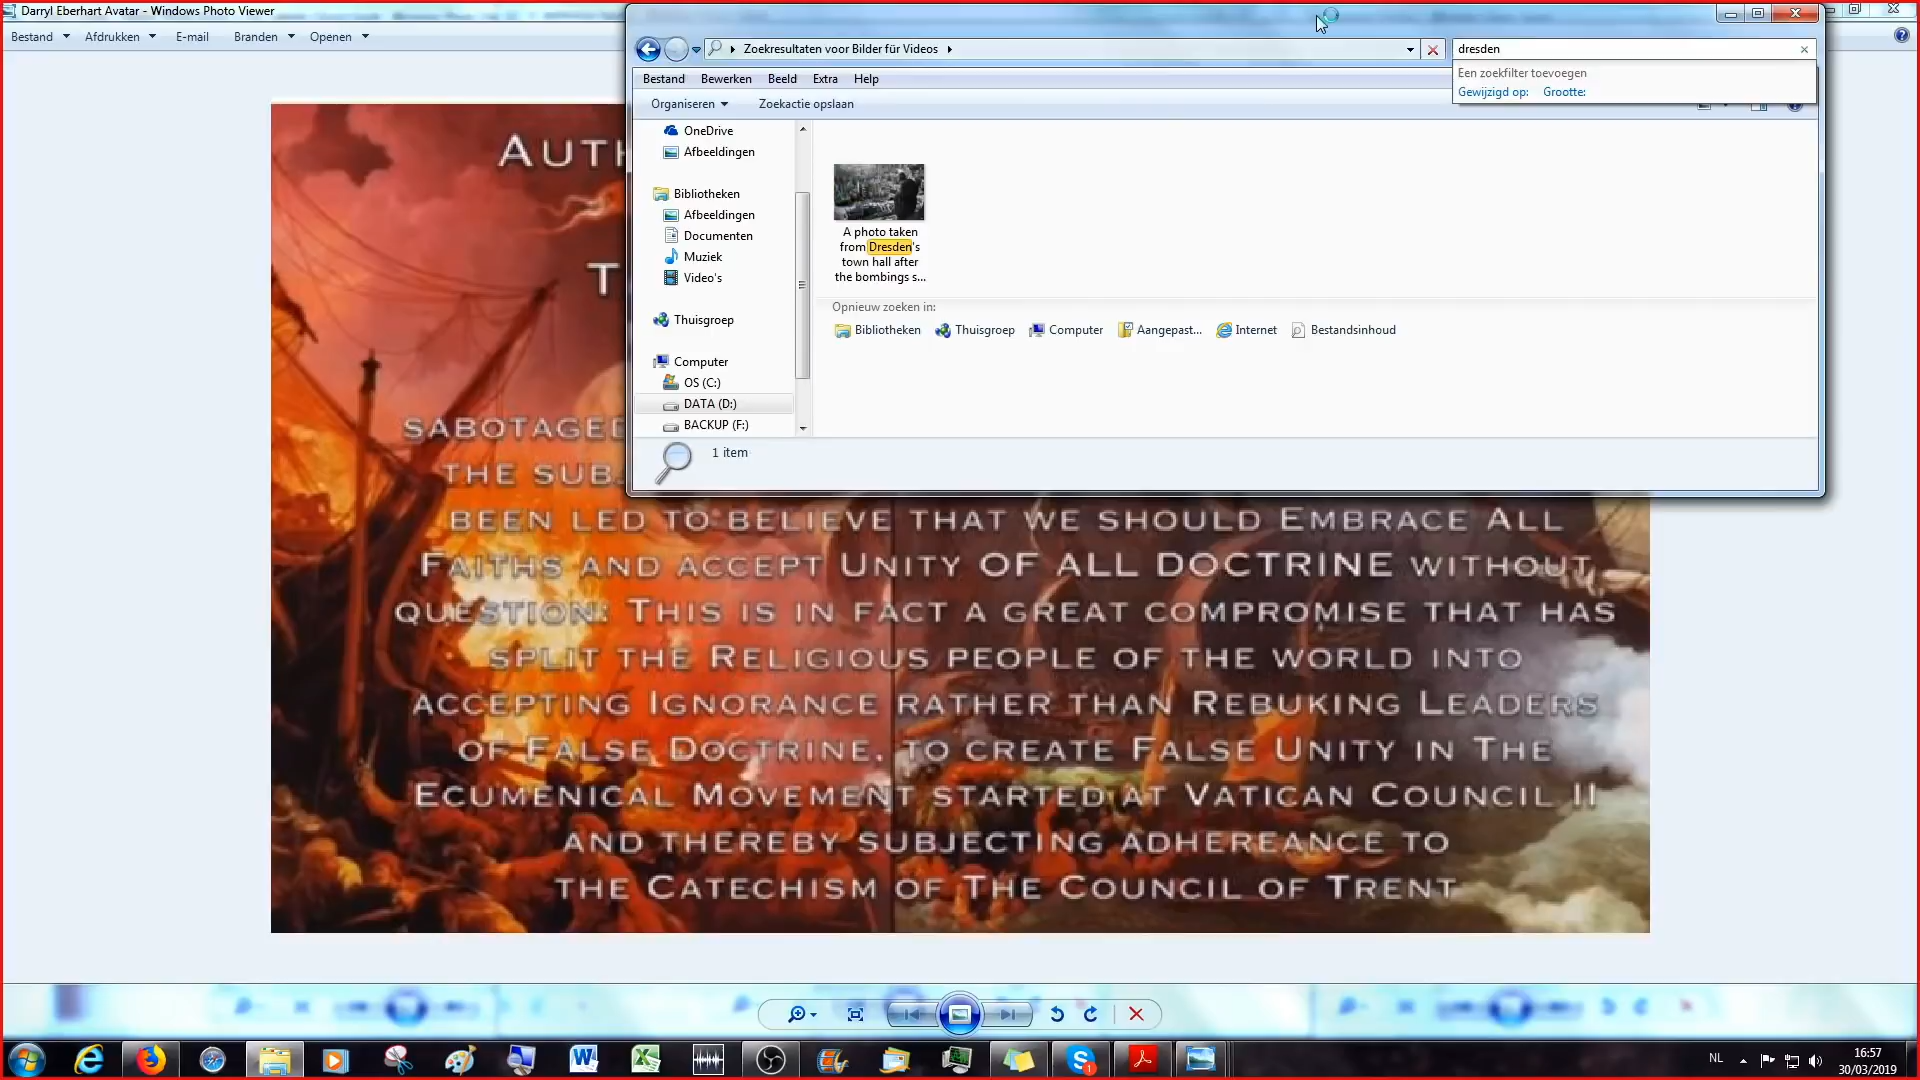 Darryl Eberhart Avatar - Windows Photo Viewer
Bestand Afdrukken E-mail Branden Openen
Zoekresultaten voor Bilder für Videos
dresden
Een zoekfilter toevoegen
Gewijzigd op: Grootte:
Bestand Bewerken Beeld Extra Help
Organiseren Zoekactie opslaan
OneDrive
Afbeeldingen
Bibliotheken
Afbeeldingen
Documenten
Muziek
Video's
Thuisgroep
Computer
OS (C:)
DATA (D:)
BACKUP (F:)
A photo taken
from Dresden's
town hall after
the bombings s...
Opnieuw zoeken in:
Bibliotheken Thuisgroep Computer Aangepast... Internet Bestandsinhoud
1 item
SABOTAGED
BEEN LED TO BELIEVE THAT WE SHOULD EMBRACE ALL
FAITHS AND ACCEPT UNITY OF ALL DOCTRINE WITHOUT
QUESTION: THIS IS IN FACT A GREAT COMPROMISE THAT HAS
SPLIT THE RELIGIOUS PEOPLE OF THE WORLD INTO
ACCEPTING IGNORANCE RATHER THAN REBUKING LEADERS
OF FALSE DOCTRINE. TO CREATE FALSE UNITY IN THE
ECUMENICAL MOVEMENT STARTED AT VATICAN COUNCIL II
AND THEREBY SUBJECTING ADHEREANCE TO
THE CATECHISM OF THE COUNCIL OF TRENT
NL
16:57
30/03/2019